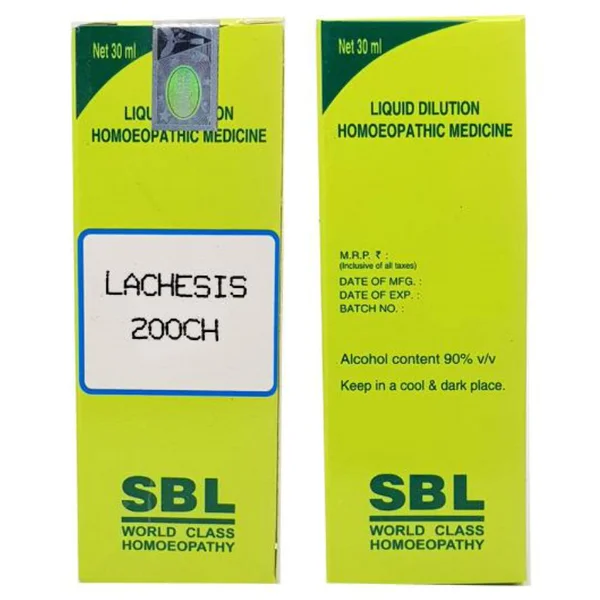 Net 30 ml
HOMOEOPATHIC MEDICINE
LACHESIS
200CH
SBL
WORLD CLASS
HOMOEOPATHY
Net 30 ml
LIQUID DILUTION
HOMOEOPATHIC MEDICINE
M.R.P. ₹ :
(Inclusive of all taxes)
DATE OF MFG. :
DATE OF EXP. :
BATCH NO. :
Alcohol content 90% v/v
Keep in a cool & dark place.
SBL
WORLD CLASS
HOMOEOPATHY